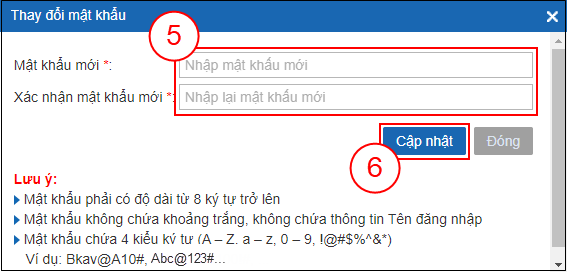 Thay đổi mật khẩu
5
Mật khẩu mới *: Nhập mật khẩu mới
Xác nhận mật khẩu mới *: Nhập lại mật khẩu mới
Cập nhật Đóng
6
Lưu ý:
Mật khẩu phải có độ dài từ 8 ký tự trở lên
Mật khẩu không chứa khoảng trắng, không chứa thông tin Tên đăng nhập
Mật khẩu chứa 4 kiểu ký tự (A – Z. a – z, 0 – 9, !@#$%^&*)
Ví dụ: Bkav@A10#, Abc@123#...